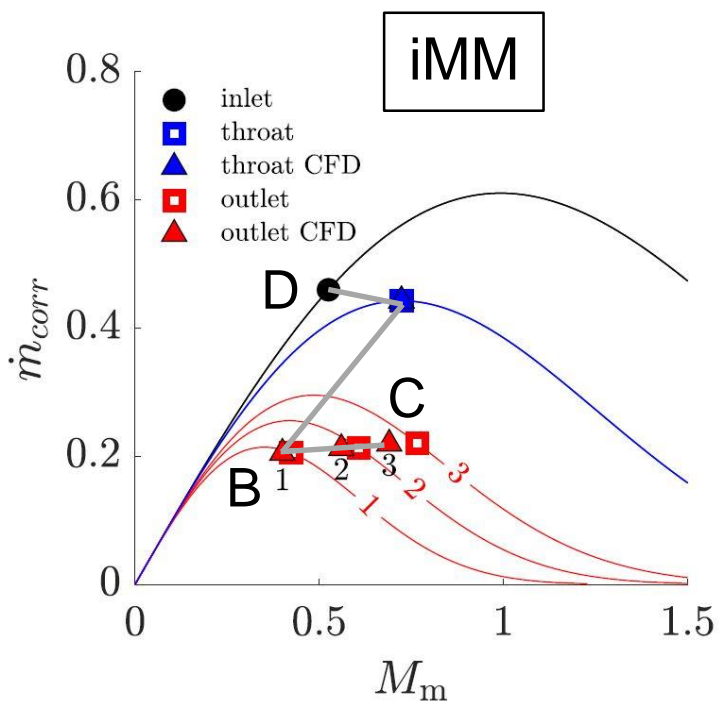 iMM
0.8
inlet
throat
throat CFD
outlet
outlet CFD
0.6
D
0.4
ṁcorr
C
0.2
B
1
2
3
3
2
1
0
0
0.5
1
1.5
Mm